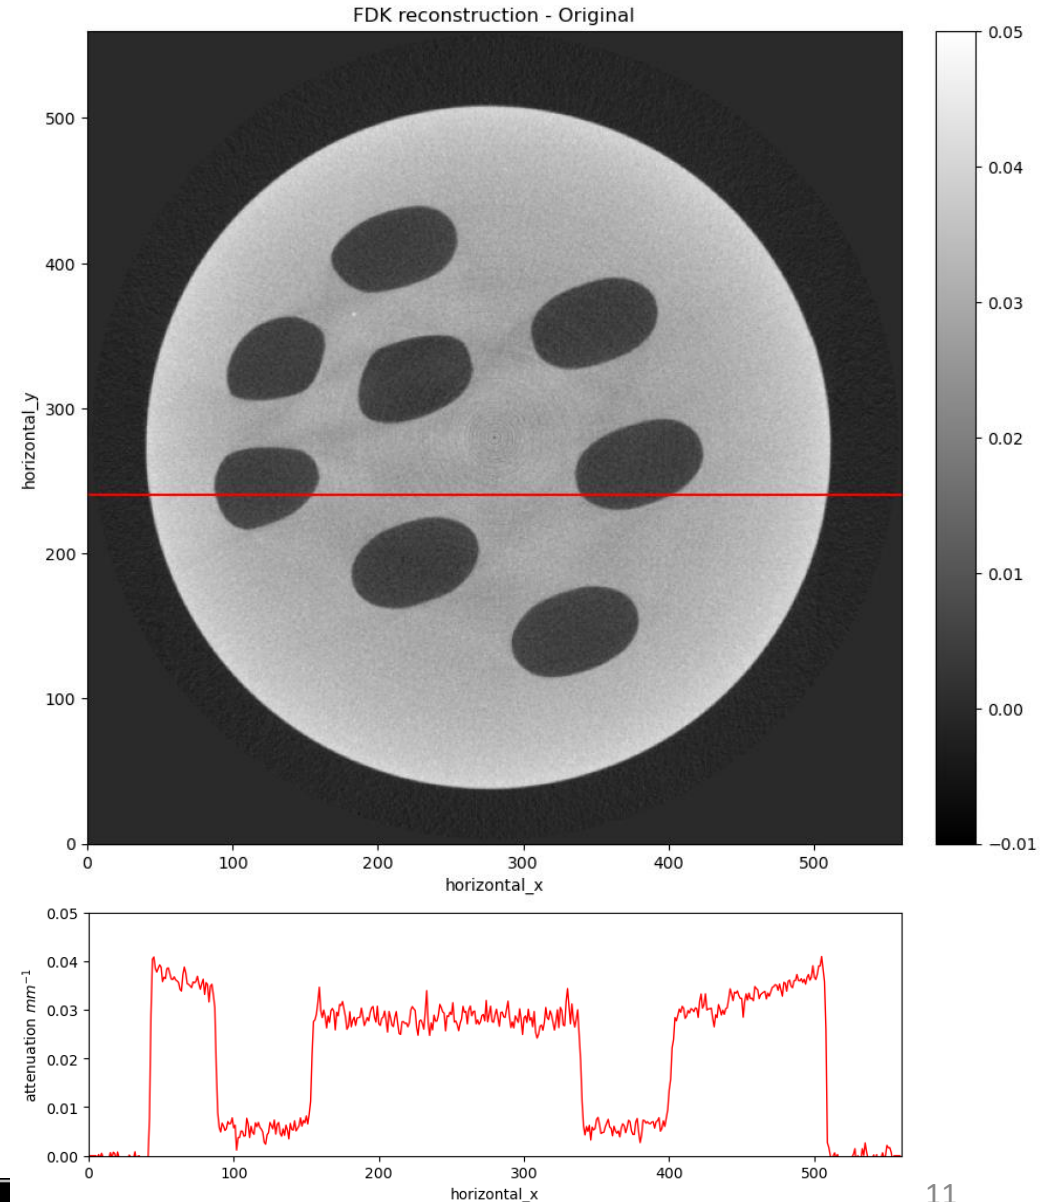 FDK reconstruction - Original
500
400
300
200
100
0
horizontal_y
0 100 200 300 400 500
horizontal_x
0.05
0.04
0.03
0.02
0.01
0.00
−0.01
0.05
0.04
0.03
0.02
0.01
0.00
attenuation mm⁻¹
0 100 200 300 400 500
horizontal_x
11